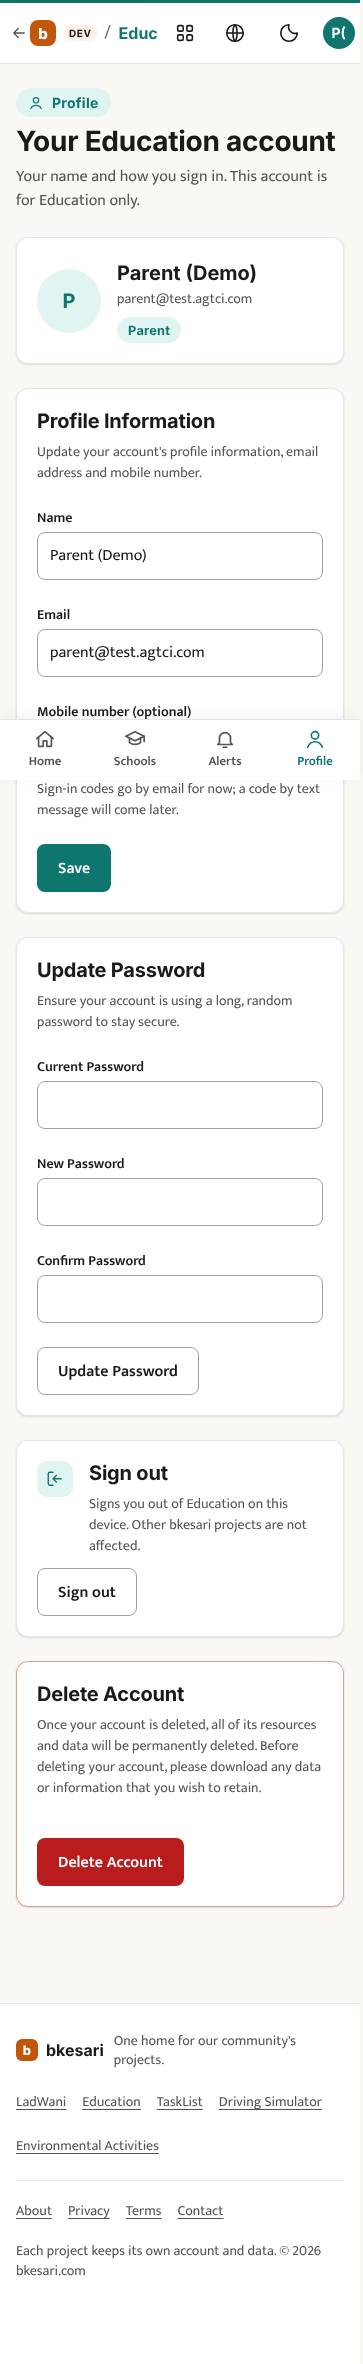 b DEV / Educ P(
Profile
Your Education account
Your name and how you sign in. This account is
for Education only.
P
Parent (Demo)
parent@test.agtci.com
Parent
Profile Information
Update your account's profile information, email
address and mobile number.
Name
Parent (Demo)
Email
parent@test.agtci.com
Mobile number (optional)
Home Schools Alerts Profile
Sign-in codes go by email for now; a code by text
message will come later.
Save
Update Password
Ensure your account is using a long, random
password to stay secure.
Current Password
New Password
Confirm Password
Update Password
Sign out
Signs you out of Education on this
device. Other bkesari projects are not
affected.
Sign out
Delete Account
Once your account is deleted, all of its resources
and data will be permanently deleted. Before
deleting your account, please download any data
or information that you wish to retain.
Delete Account
b bkesari One home for our community's
projects.
LadWani Education TaskList Driving Simulator
Environmental Activities
About Privacy Terms Contact
Each project keeps its own account and data. © 2026
bkesari.com